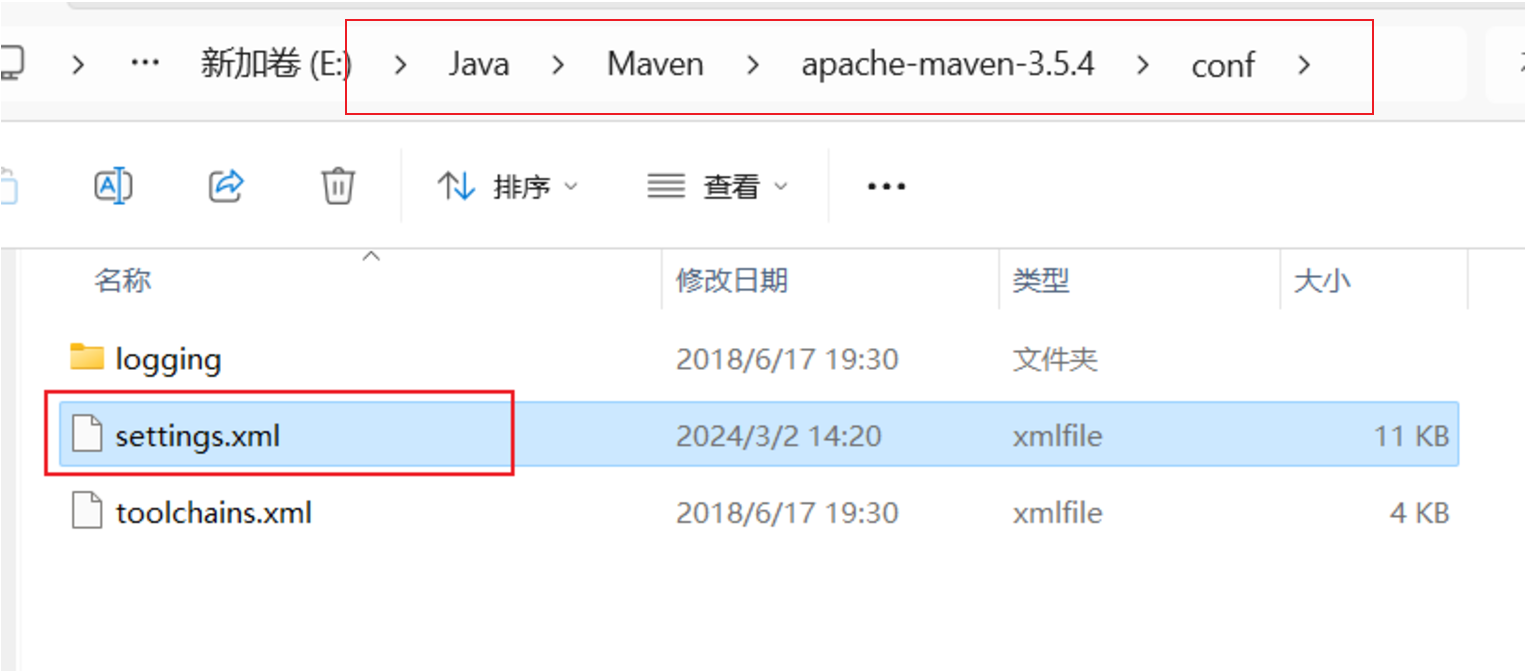 ··· 新加卷 (E:) > Java > Maven > apache-maven-3.5.4 > conf >
排序 查看 ···
名称 修改日期 类型 大小
logging 2018/6/17 19:30 文件夹
settings.xml 2024/3/2 14:20 xmlfile 11 KB
toolchains.xml 2018/6/17 19:30 xmlfile 4 KB